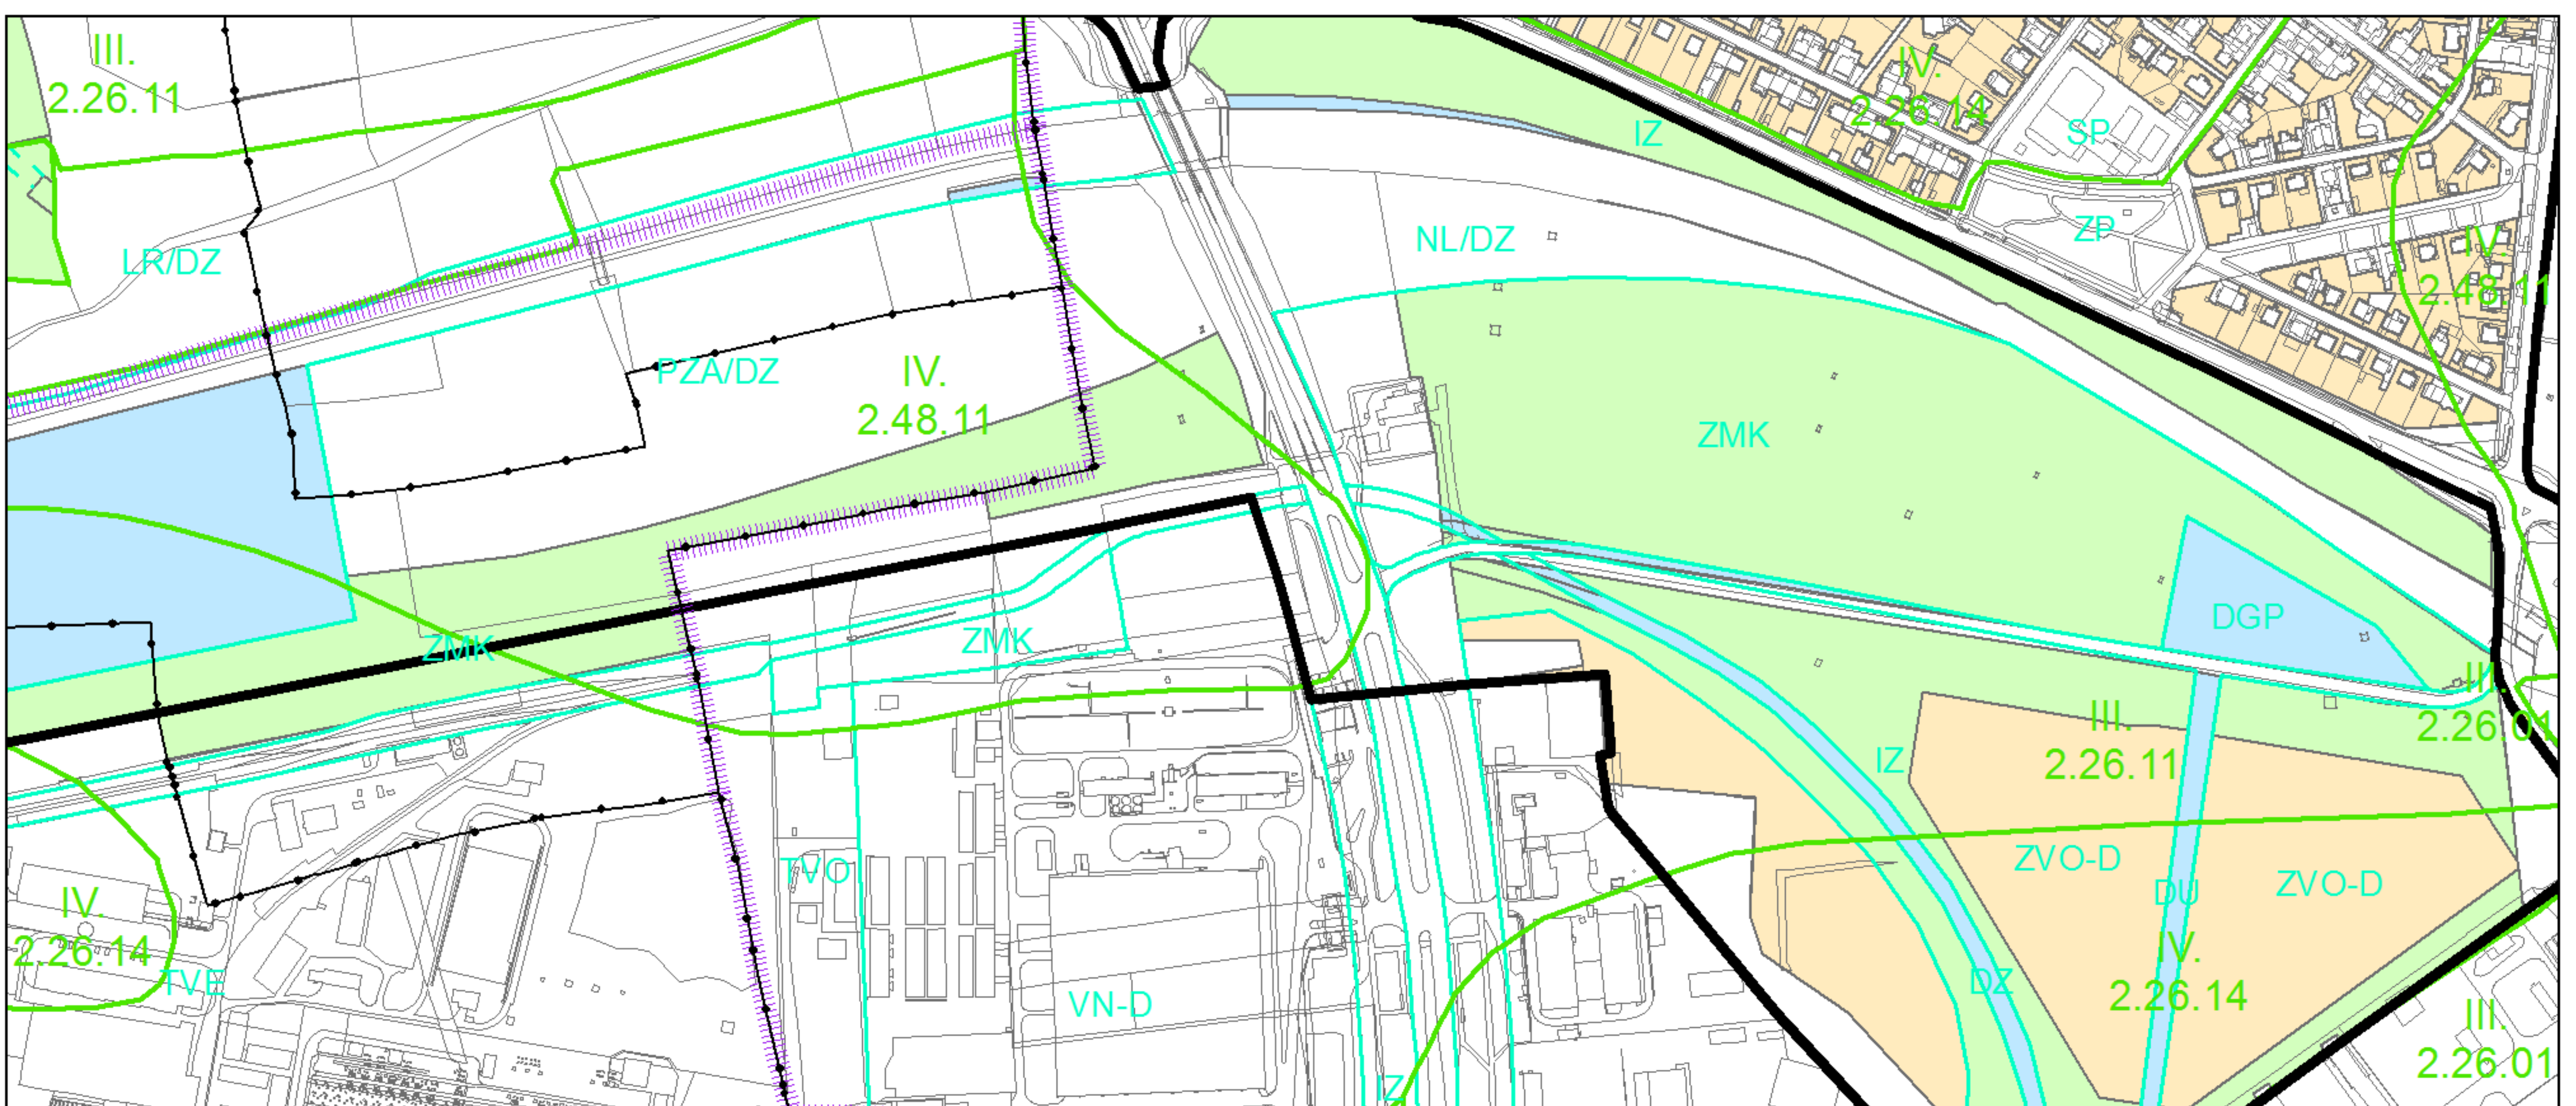 III.
2.26.11
IV.
2.26.14
SP
IZ
ZP
NL/DZ
LR/DZ
IV.
2.48.11
PZA/DZ
IV.
2.48.11
ZMK
DGP
ZMK
ZMK
III.
2.26.01
III.
2.26.11
IZ
ZVO-D
ZVO-D
DU
TVO
IV.
2.26.14
TVE
IV.
2.26.14
DZ
VN-D
III.
2.26.01
IZ